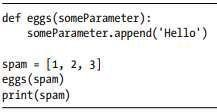 def eggs(someParameter):
    someParameter.append('Hello')

spam = [1, 2, 3]
eggs(spam)
print(spam)